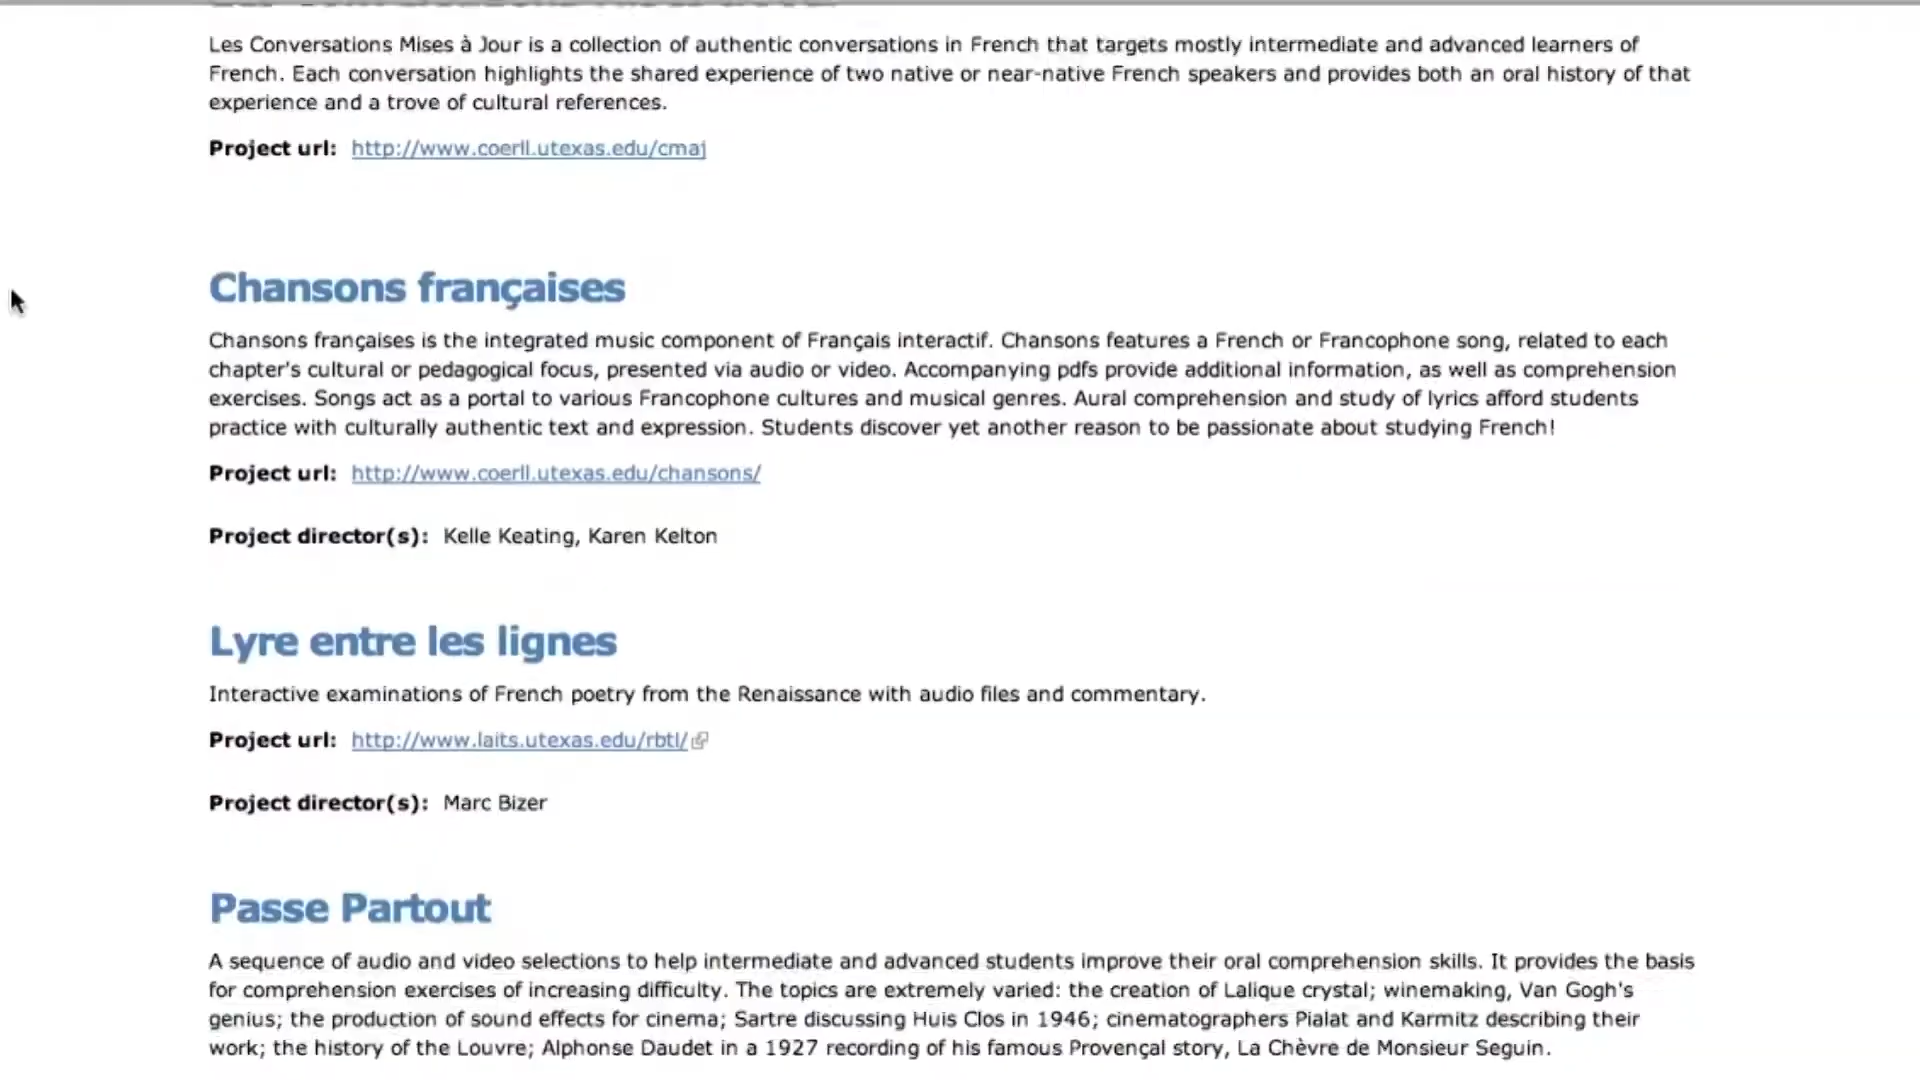 Les Conversations Mises à Jour is a collection of authentic conversations in French that targets mostly intermediate and advanced learners of
French. Each conversation highlights the shared experience of two native or near-native French speakers and provides both an oral history of that
experience and a trove of cultural references.
Project url: http://www.coerll.utexas.edu/cmaj
Chansons françaises
Chansons françaises is the integrated music component of Français interactif. Chansons features a French or Francophone song, related to each
chapter's cultural or pedagogical focus, presented via audio or video. Accompanying pdfs provide additional information, as well as comprehension
exercises. Songs act as a portal to various Francophone cultures and musical genres. Aural comprehension and study of lyrics afford students
practice with culturally authentic text and expression. Students discover yet another reason to be passionate about studying French!
Project url: http://www.coerll.utexas.edu/chansons/
Project director(s): Kelle Keating, Karen Kelton
Lyre entre les lignes
Interactive examinations of French poetry from the Renaissance with audio files and commentary.
Project url: http://www.laits.utexas.edu/rbtl/
Project director(s): Marc Bizer
Passe Partout
A sequence of audio and video selections to help intermediate and advanced students improve their oral comprehension skills. It provides the basis
for comprehension exercises of increasing difficulty. The topics are extremely varied: the creation of Lalique crystal; winemaking, Van Gogh's
genius; the production of sound effects for cinema; Sartre discussing Huis Clos in 1946; cinematographers Pialat and Karmitz describing their
work; the history of the Louvre; Alphonse Daudet in a 1927 recording of his famous Provençal story, La Chèvre de Monsieur Seguin.